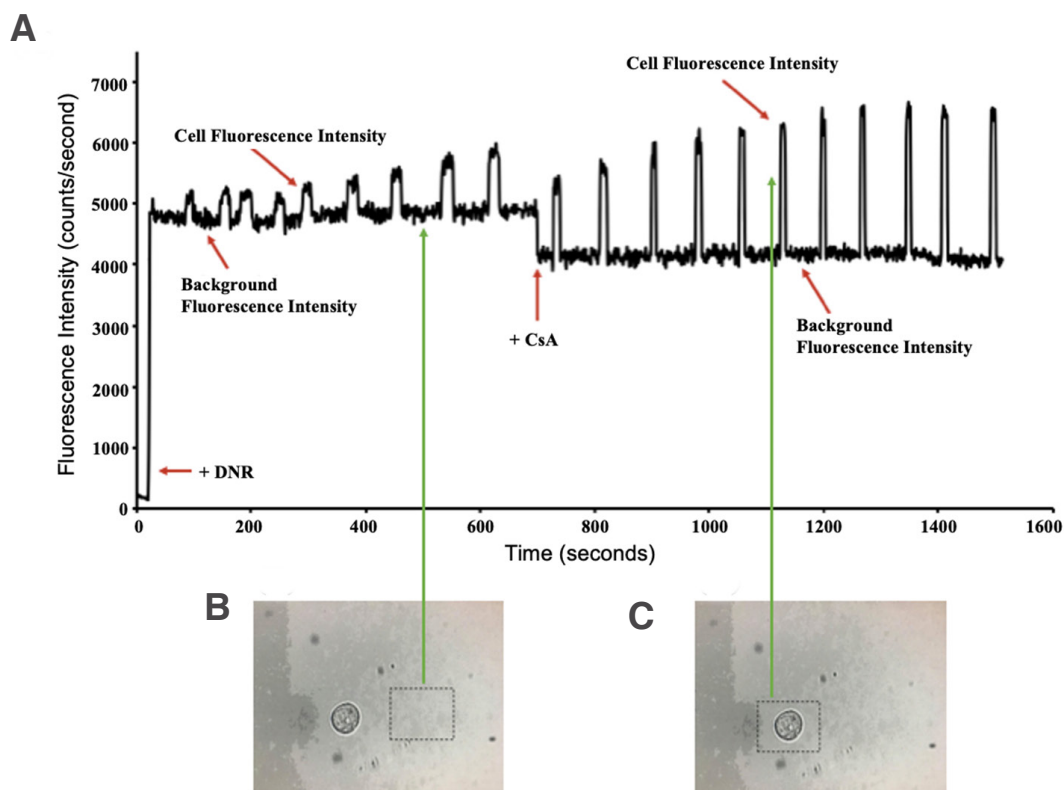 A
Fluorescence Intensity (counts/second)
7000
6000
5000
4000
3000
2000
1000
0
Cell Fluorescence Intensity
Background
Fluorescence Intensity
+ DNR
+ CsA
Cell Fluorescence Intensity
Background
Fluorescence Intensity
0 200 400 600 800 1000 1200 1400 1600
Time (seconds)
B
C